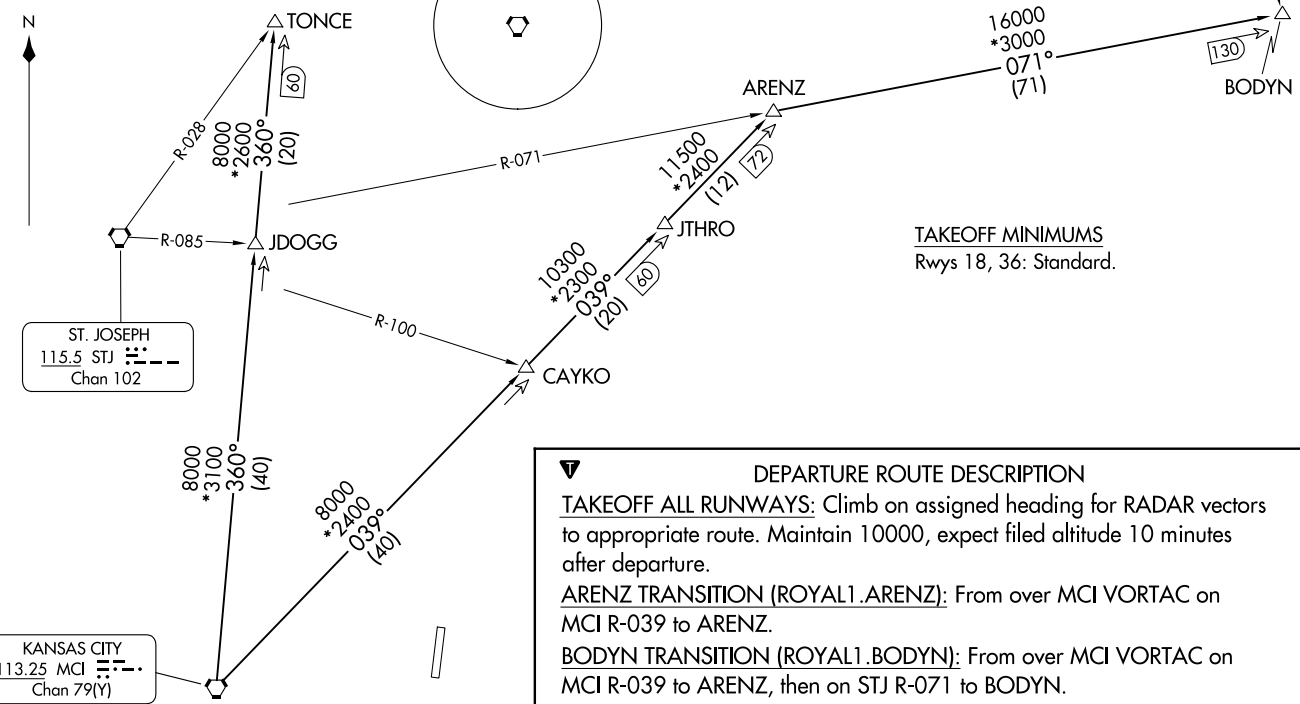 N
TONCE
16000
*3000
071°
(71)
130
BODYN
ARENZ
60
R-028
8000
*2600
360°
(20)
R-071
11500
*2400
(12)
72
R-085
JDOGG
JTHRO
TAKEOFF MINIMUMS
Rwys 18, 36: Standard.
10300
*2300
039°
(20)
60
R-100
ST. JOSEPH
115.5 STJ
Chan 102
CAYKO
8000
*3100
360°
(40)
8000
*2400
039°
(40)
T
DEPARTURE ROUTE DESCRIPTION
TAKEOFF ALL RUNWAYS: Climb on assigned heading for RADAR vectors
to appropriate route. Maintain 10000, expect filed altitude 10 minutes
after departure.
ARENZ TRANSITION (ROYAL1.ARENZ): From over MCI VORTAC on
MCI R-039 to ARENZ.
BODYN TRANSITION (ROYAL1.BODYN): From over MCI VORTAC on
MCI R-039 to ARENZ, then on STJ R-071 to BODYN.
KANSAS CITY
113.25 MCI
Chan 79(Y)